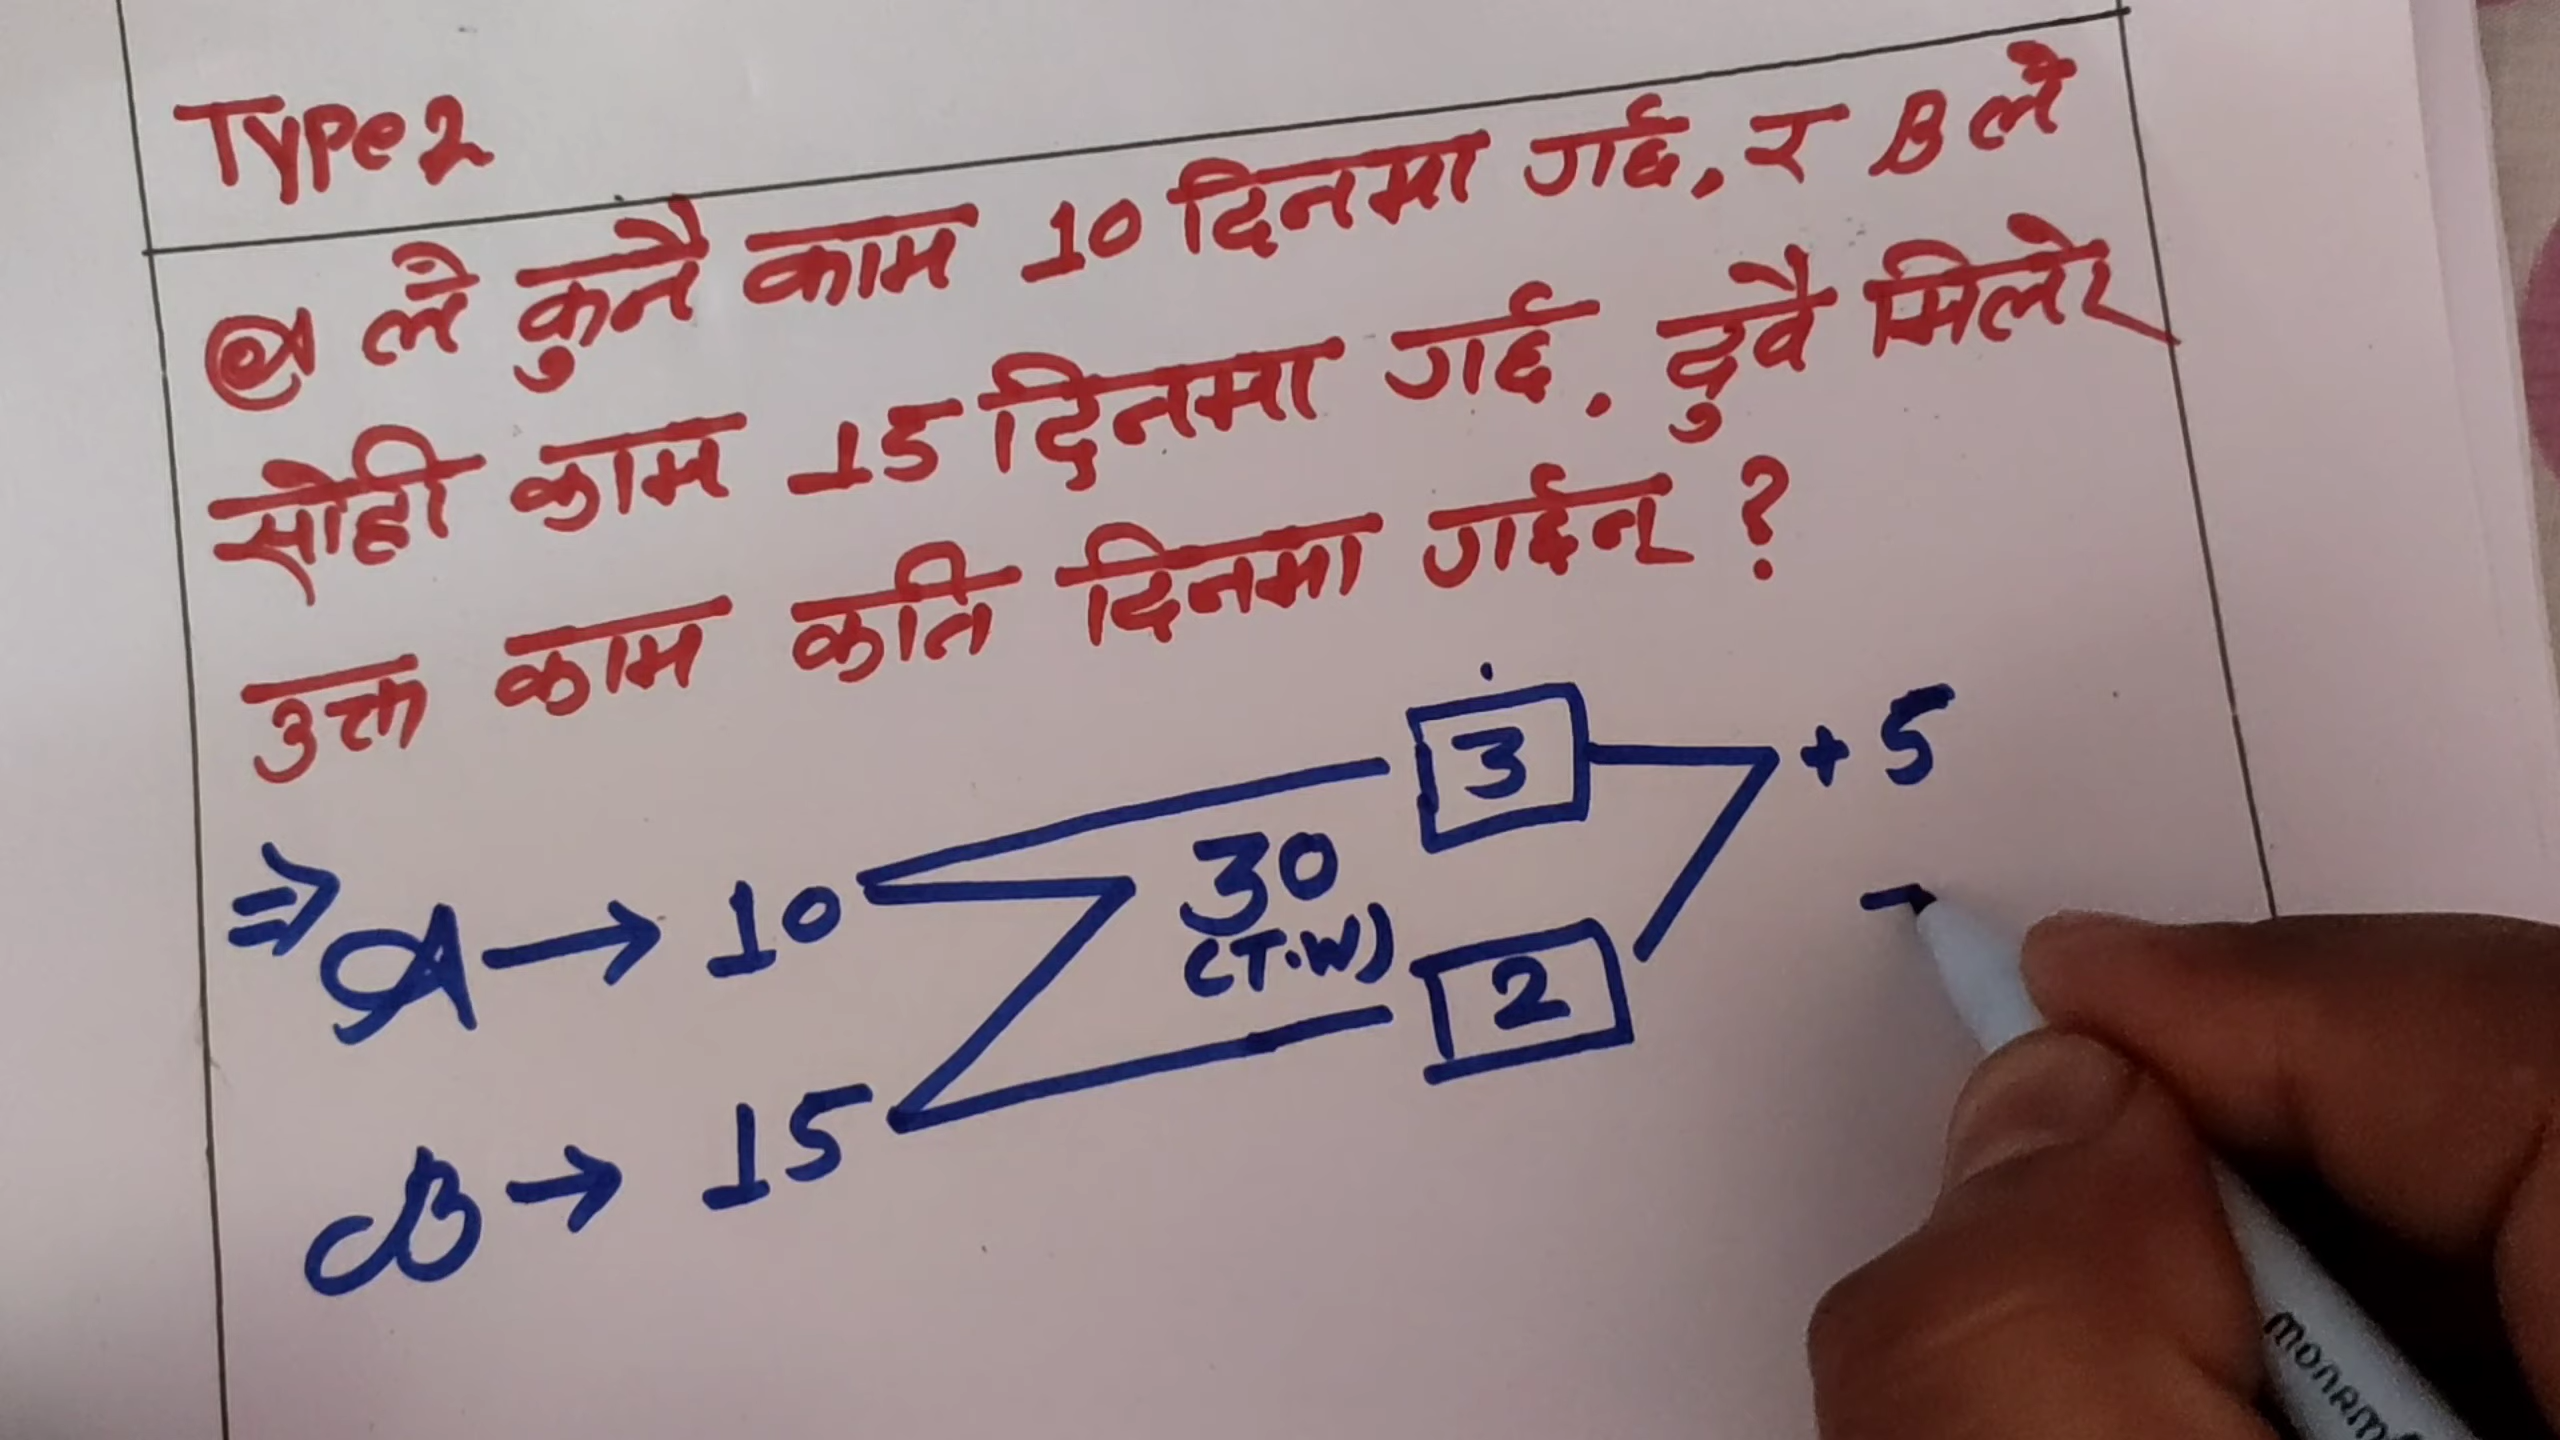 Type 2
A ले कुनै काम 10 दिनमा गर्छ, र B ले
सोही काम 15 दिनमा गर्छ. दुवै मिलेर
उक्त काम कति दिनमा गर्छन् ?
⇒ A → 10 30 (T.W) 3 + 5
B → 15 2